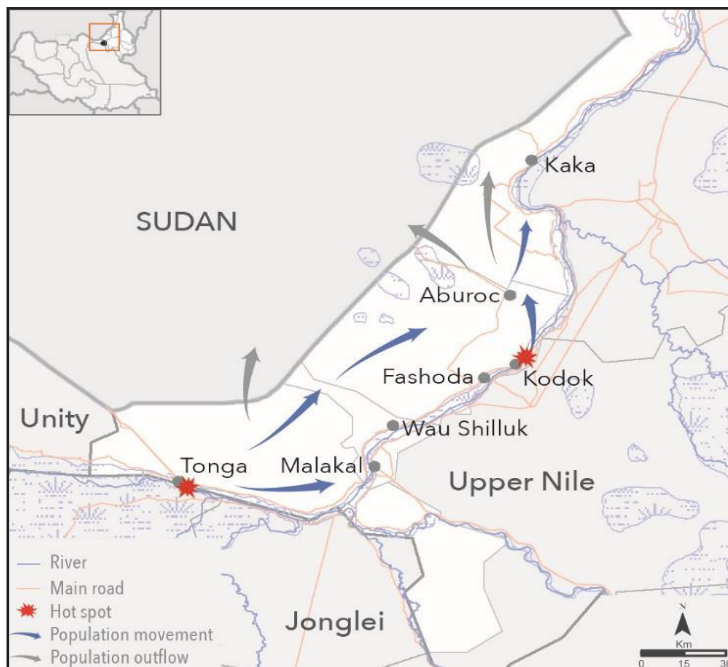 Kaka
SUDAN
Aburoc
Fashoda
Kodok
Unity
Wau Shilluk
Tonga
Malakal
Upper Nile
Jonglei
River
Main road
Hot spot
Population movement
Population outflow
N
Km
0 15